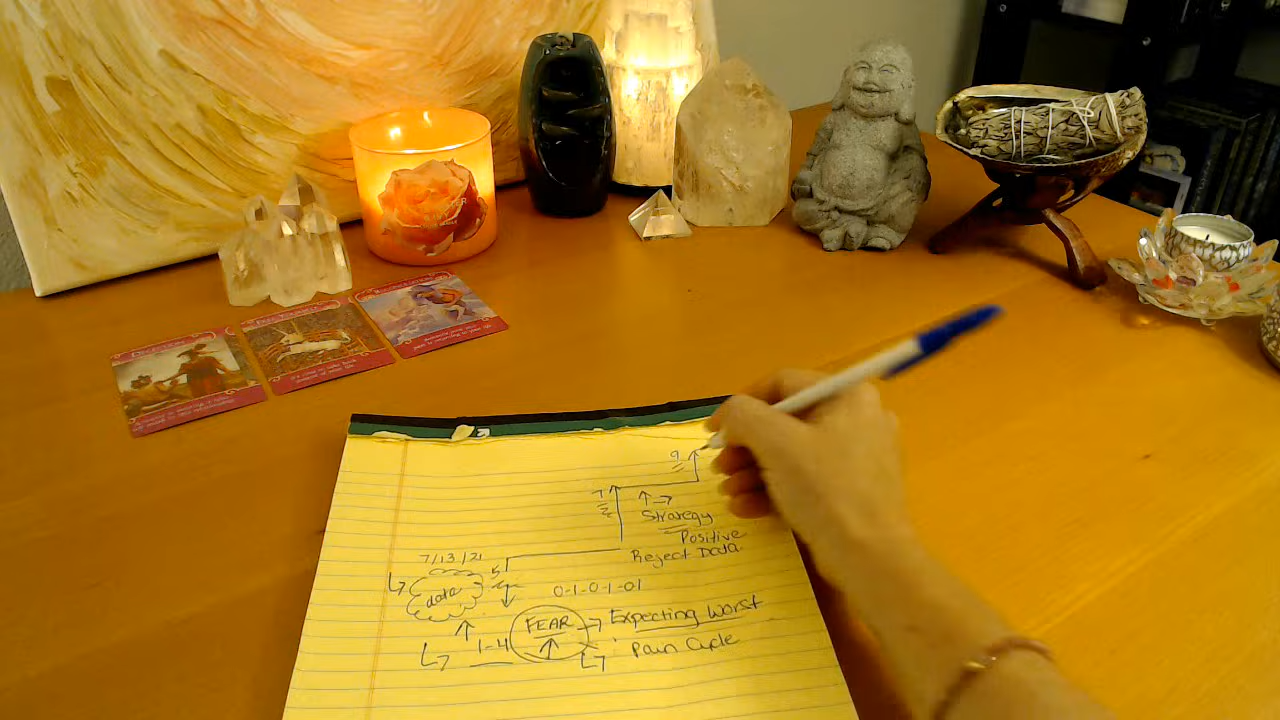 9
7
Strategy
Positive
Reject Data
7/13/21
5
data
0-1-0-1-01
FEAR
Expecting Worst
1-4
Pain Cycle